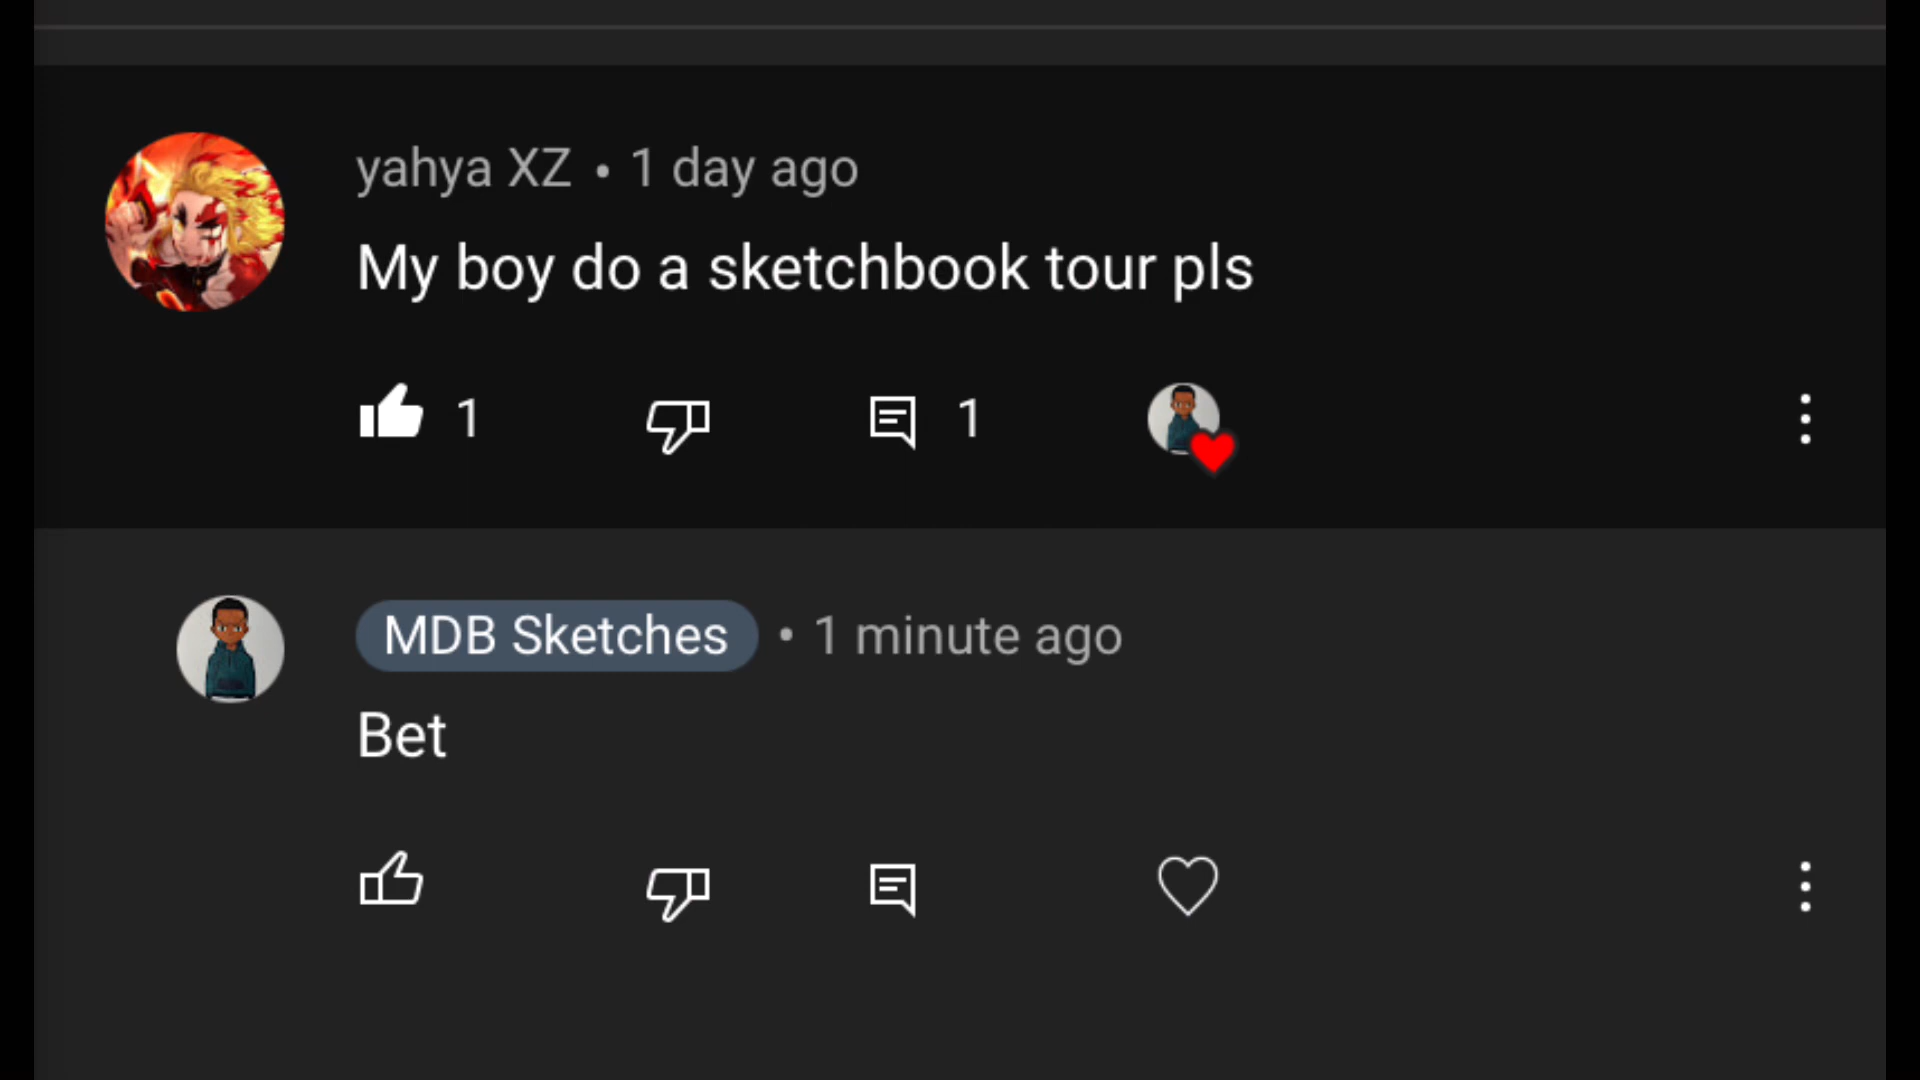 yahya XZ • 1 day ago
My boy do a sketchbook tour pls
1 1
MDB Sketches • 1 minute ago
Bet